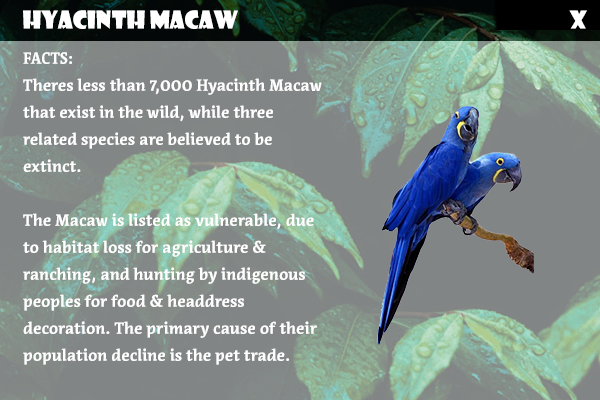 HYACINTH MACAW X
FACTS:
Theres less than 7,000 Hyacinth Macaw
that exist in the wild, while three
related species are believed to be
extinct.
The Macaw is listed as vulnerable, due
to habitat loss for agriculture &
ranching, and hunting by indigenous
peoples for food & headdress
decoration. The primary cause of their
population decline is the pet trade.